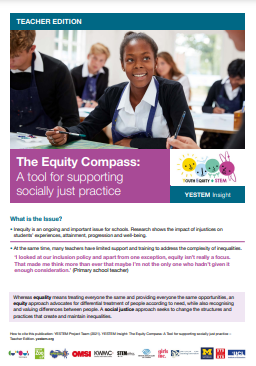 TEACHER EDITION
The Equity Compass:
A tool for supporting
socially just practice
YOUTH EQUITY + STEM
YESTEM Insight
What is the Issue?
• Inequity is an ongoing and important issue for schools. Research shows the impact of injustices on
students' experiences, attainment, progression and well-being.
• At the same time, many teachers have limited support and training to address the complexity of inequalities.
'I looked at our inclusion policy and apart from one exception, equity isn't really a focus.
That made me think more than ever that maybe I'm not the only one who hadn't given it
enough consideration.' (Primary school teacher)
Whereas equality means treating everyone the same and providing everyone the same opportunities, an
equity approach advocates for differential treatment of people according to need, while also recognising
and valuing differences between people. A social justice approach seeks to change the structures and
practices that create and maintain inequalities.
How to cite this publication: YESTEM Project Team (2021). YESTEM Insight: The Equity Compass: A Tool for supporting socially just practice -
Teacher Edition. yestem.org
OMSI
KWMC
girls inc.
M
UCL